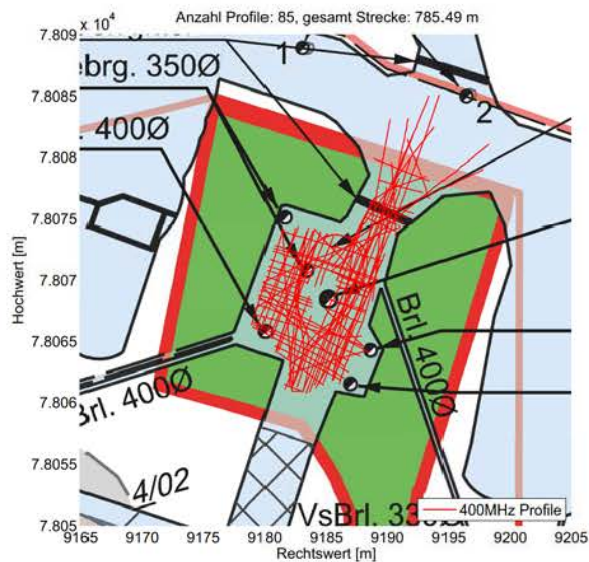 Anzahl Profile: 85, gesamt Strecke: 785.49 m
x 10⁴
7.809
7.8085
7.808
7.8075
7.807
7.8065
7.806
7.8055
7.805
Hochwert [m]
1
2
ebrg. 350Ø
400Ø
Brl. 400Ø
Brl. 400Ø
4/02
VsBrl. 33
400MHz Profile
9165 9170 9175 9180 9185 9190 9195 9200 9205
Rechtswert [m]